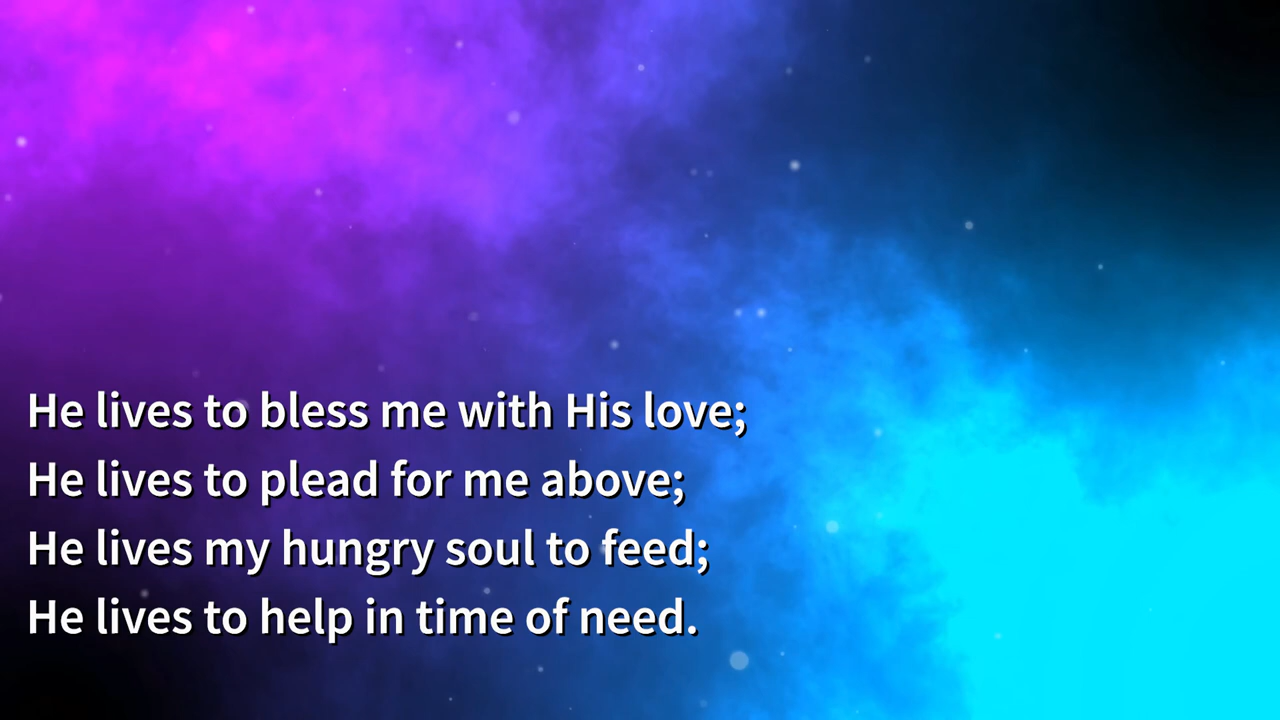 He lives to bless me with His love;
He lives to plead for me above;
He lives my hungry soul to feed;
He lives to help in time of need.